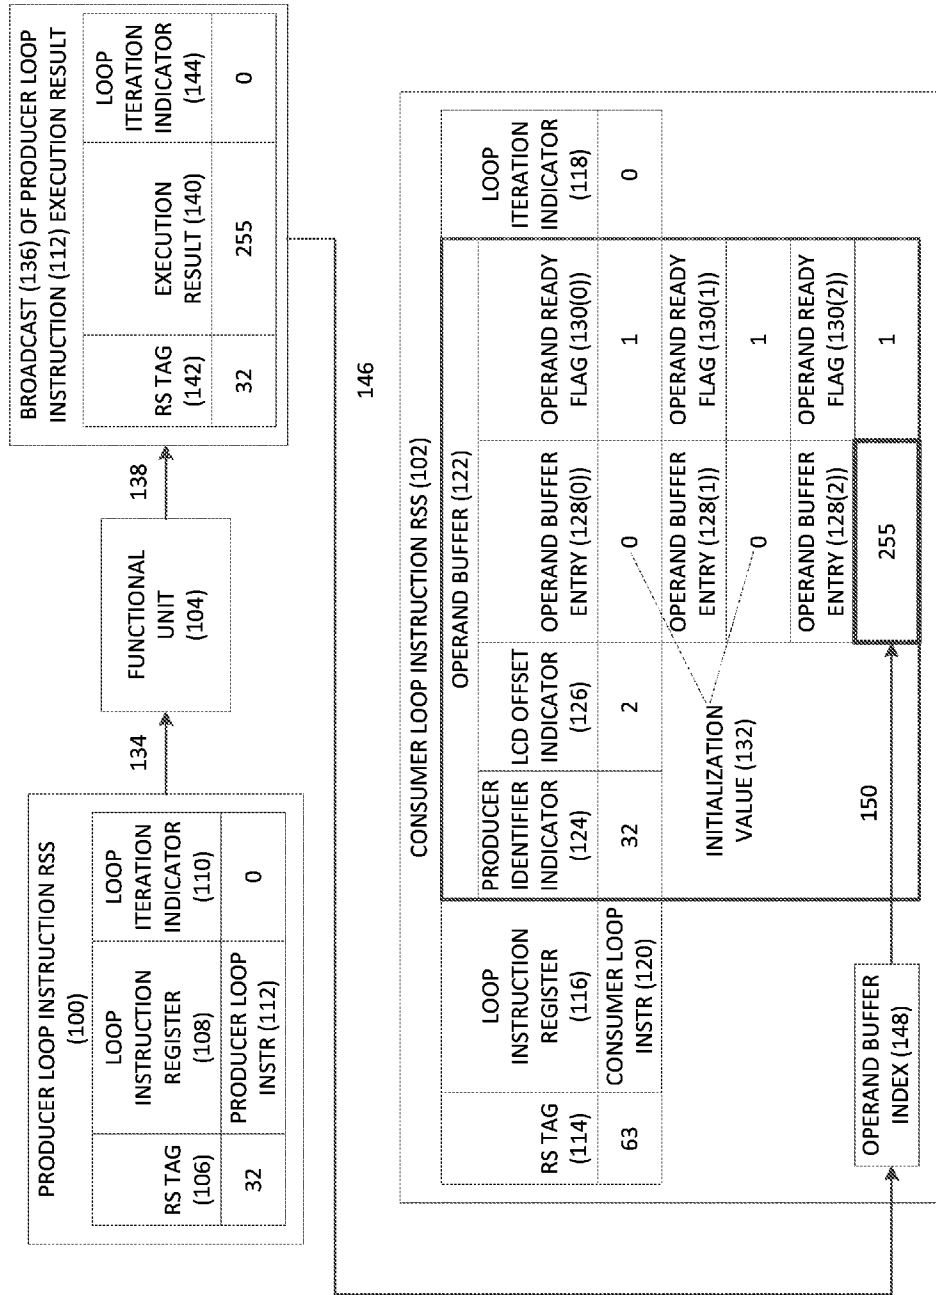 PRODUCER LOOP INSTRUCTION RSS
(100)
RS TAG
(106)
LOOP
INSTRUCTION
REGISTER
(108)
LOOP
ITERATION
INDICATOR
(110)
32
PRODUCER LOOP
INSTR (112)
0
134
FUNCTIONAL
UNIT
(104)
138
BROADCAST (136) OF PRODUCER LOOP
INSTRUCTION (112) EXECUTION RESULT
RS TAG
(142)
EXECUTION
RESULT (140)
LOOP
ITERATION
INDICATOR
(144)
32
255
0
146
CONSUMER LOOP INSTRUCTION RSS (102)
RS TAG
(114)
LOOP
INSTRUCTION
REGISTER
(116)
OPERAND BUFFER (122)
LOOP
ITERATION
INDICATOR
(118)
PRODUCER
IDENTIFIER
INDICATOR
(124)
LCD OFFSET
INDICATOR
(126)
OPERAND BUFFER
ENTRY (128(0))
OPERAND READY
FLAG (130(0))
63
CONSUMER LOOP
INSTR (120)
32
2
0
1
0
OPERAND BUFFER
ENTRY (128(1))
OPERAND READY
FLAG (130(1))
INITIALIZATION
VALUE (132)
0
1
OPERAND BUFFER
ENTRY (128(2))
OPERAND READY
FLAG (130(2))
150
255
1
OPERAND BUFFER
INDEX (148)